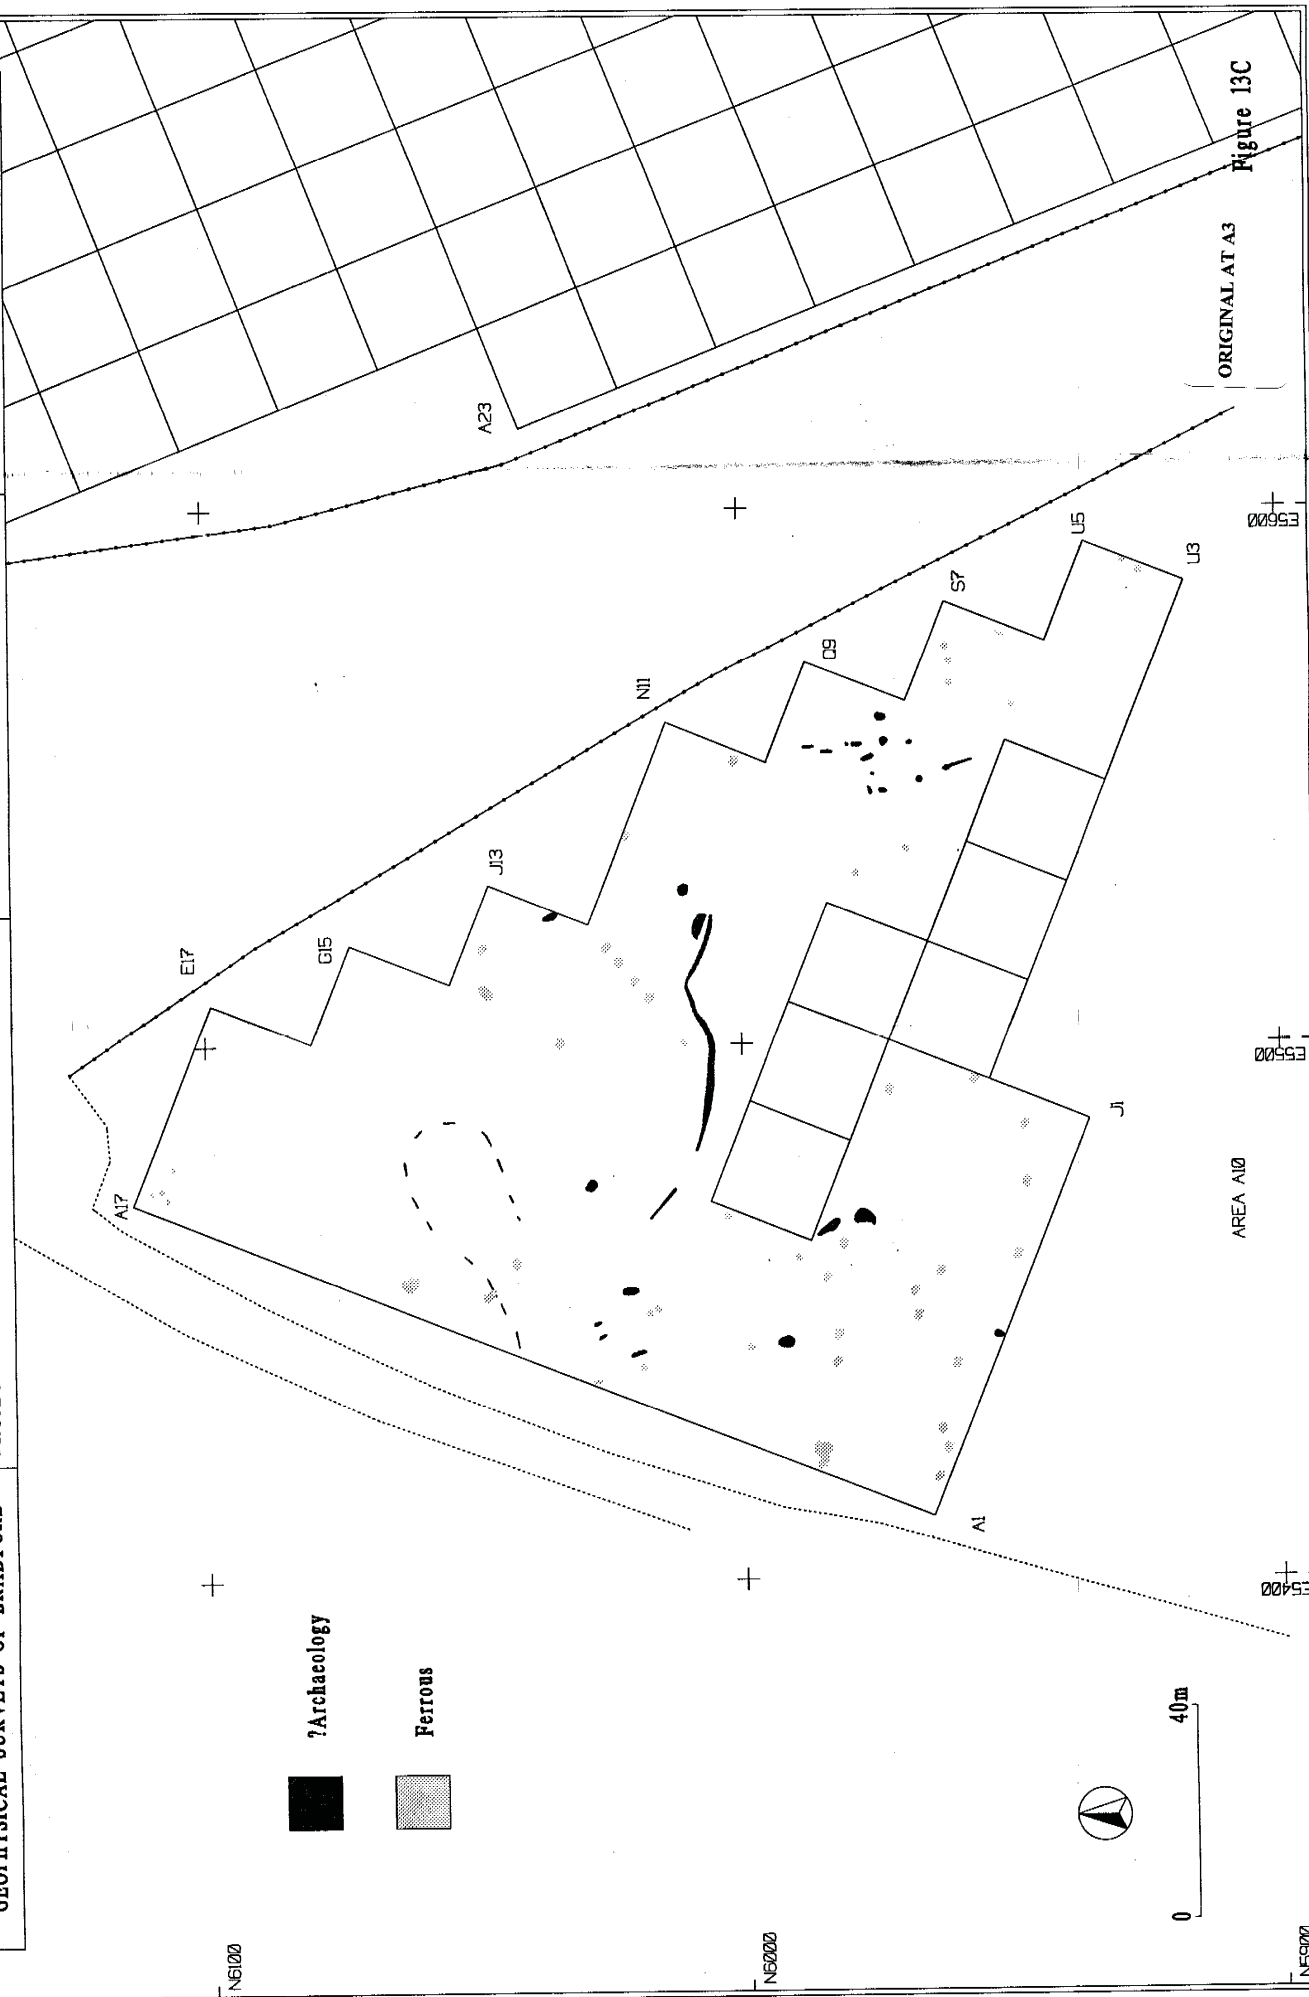 GEOPHYSICAL SURVEYS OF BRADFORD
?Archaeology
Ferrous
N6100
N6000
N5900
E5400
E5500
E5600
0
40m
A17
E17
G15
J13
N11
Q9
S7
U5
U3
J1
A1
A23
AREA A10
ORIGINAL AT A3
Figure 13C